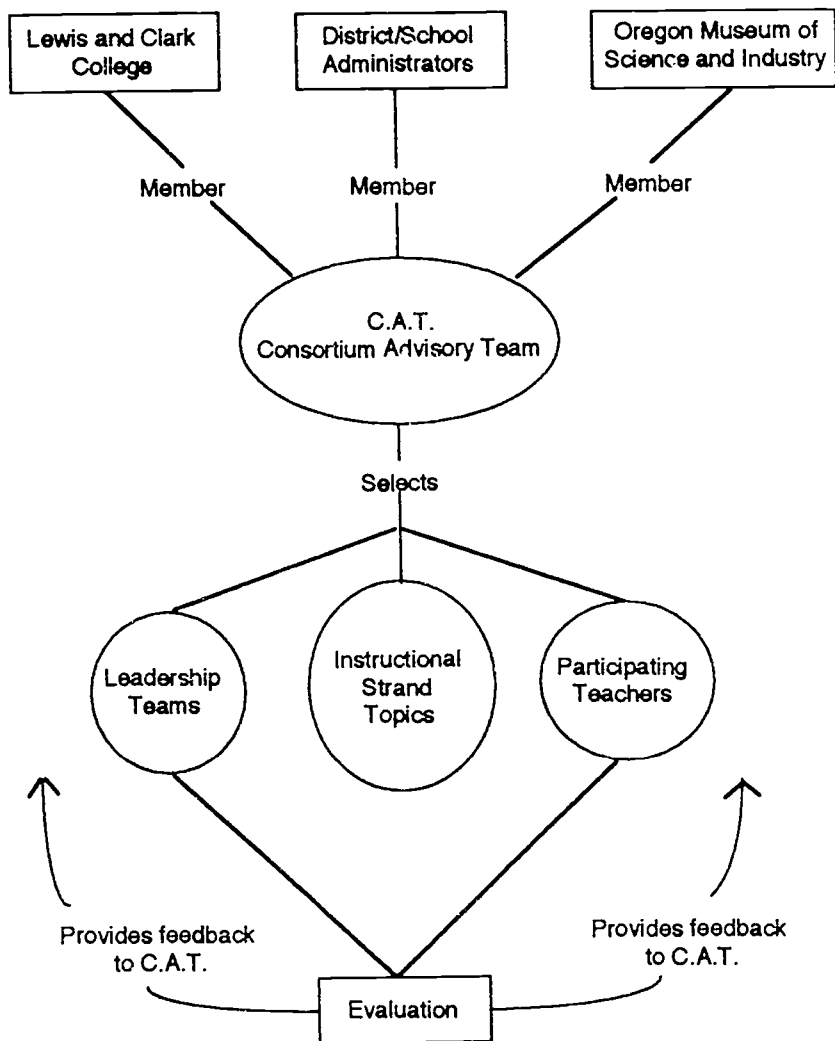 Lewis and Clark
College
District/School
Administrators
Oregon Museum of
Science and Industry
Member
Member
Member
C.A.T.
Consortium Advisory Team
Selects
Leadership
Teams
Instructional
Strand
Topics
Participating
Teachers
Provides feedback
to C.A.T.
Provides feedback
to C.A.T.
Evaluation